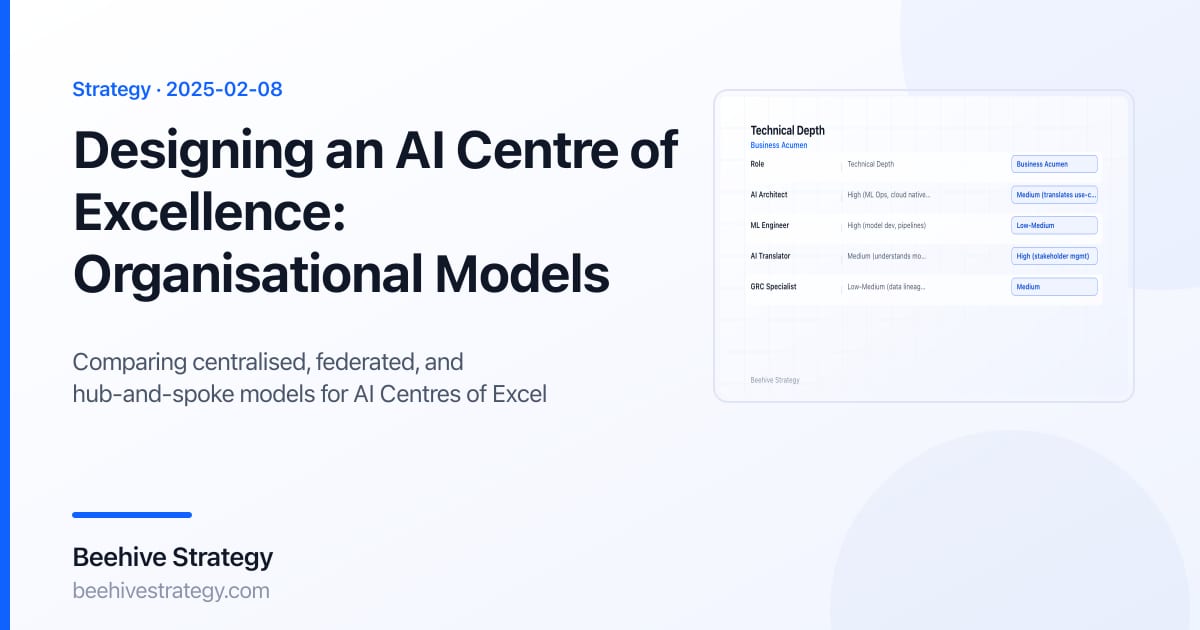 Strategy · 2025-02-08
Designing an AI Centre of
Excellence:
Organisational Models
Comparing centralised, federated, and
hub-and-spoke models for AI Centres of Excel
Beehive Strategy
beehivestrategy.com
Technical Depth
Business Acumen
Role Technical Depth Business Acumen
AI Architect High (ML Ops, cloud native... Medium (translates use-c...
ML Engineer High (model dev, pipelines) Low-Medium
AI Translator Medium (understands mo... High (stakeholder mgmt)
GRC Specialist Low-Medium (data lineag... Medium
Beehive Strategy